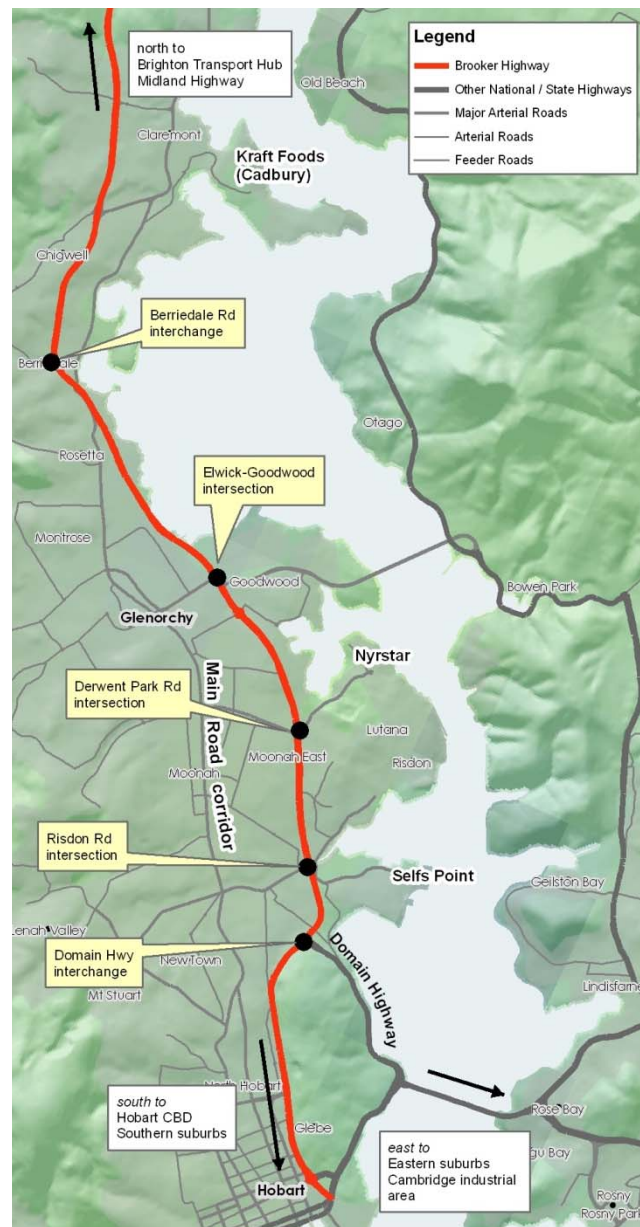 north to
Brighton Transport Hub
Midland Highway
Legend
Brooker Highway
Other National / State Highways
Major Arterial Roads
Arterial Roads
Feeder Roads
Old Beach
Claremont
Kraft Foods
(Cadbury)
Chigwell
Berriedale Rd
interchange
Otago
Rosetta
Elwick-Goodwood
intersection
Montrose
Goodwood
Bowen Park
Glenorchy
Nyrstar
Main Road corridor
Derwent Park Rd
intersection
Lutana
Moonah East
Risdon
Moonah
Risdon Rd
intersection
Selfs Point
Geilston Bay
Lenah Valley
New Town
Domain Hwy
interchange
Domain Highway
Mt Stuart
Lindisfarne
south to
Hobart CBD
Southern suburbs
North Hobart
Glebe
Rose Bay
east to
Eastern suburbs
Cambridge industrial
area
Bay
Hobart
Rosny
Rosny Park